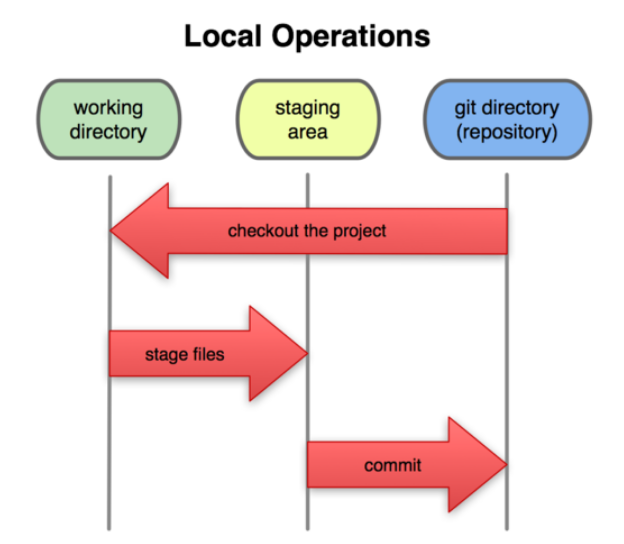 Local Operations
working
directory
staging
area
git directory
(repository)
checkout the project
stage files
commit